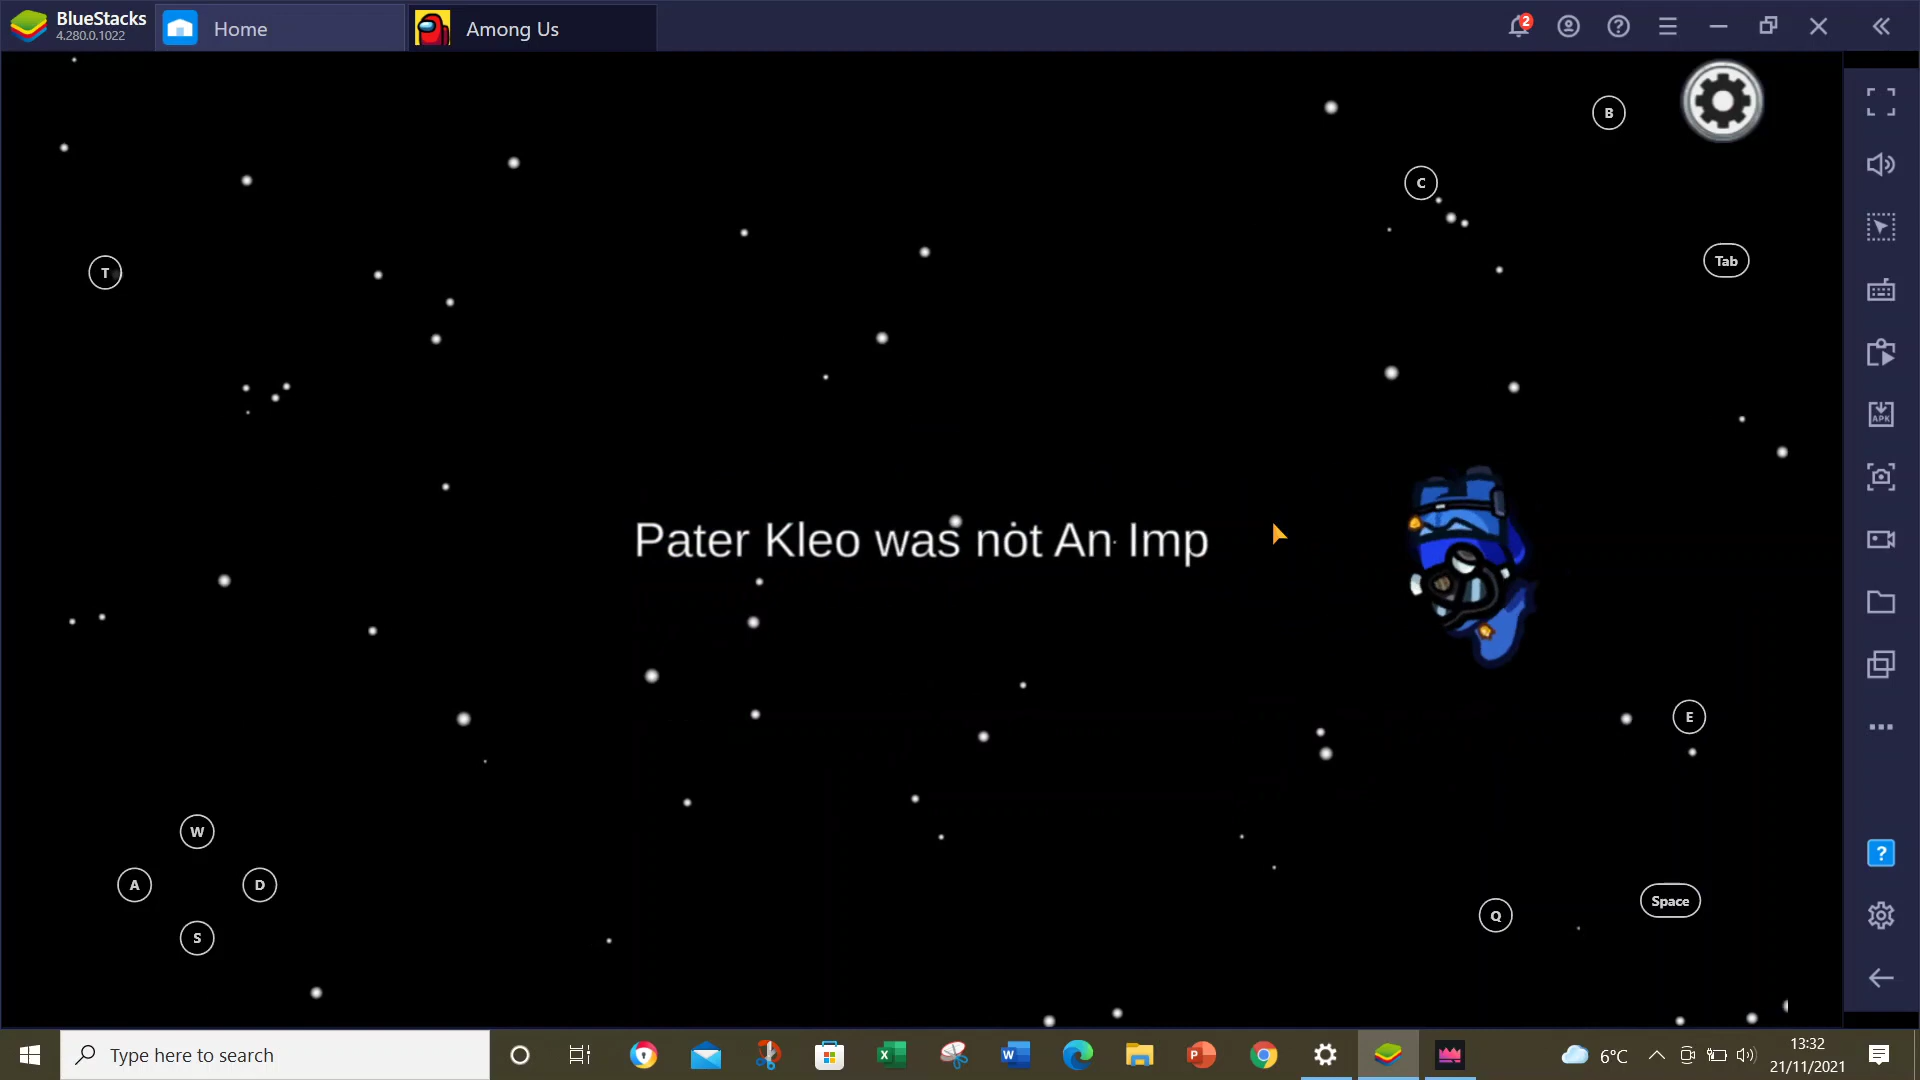 BlueStacks
4.280.0.1022
Home
Among Us
2
B
C
T
Tab
APK
Pater Kleo was not An Imp
E
W
A
D
S
Q
Space
?
Type here to search
6°C
13:32
21/11/2021